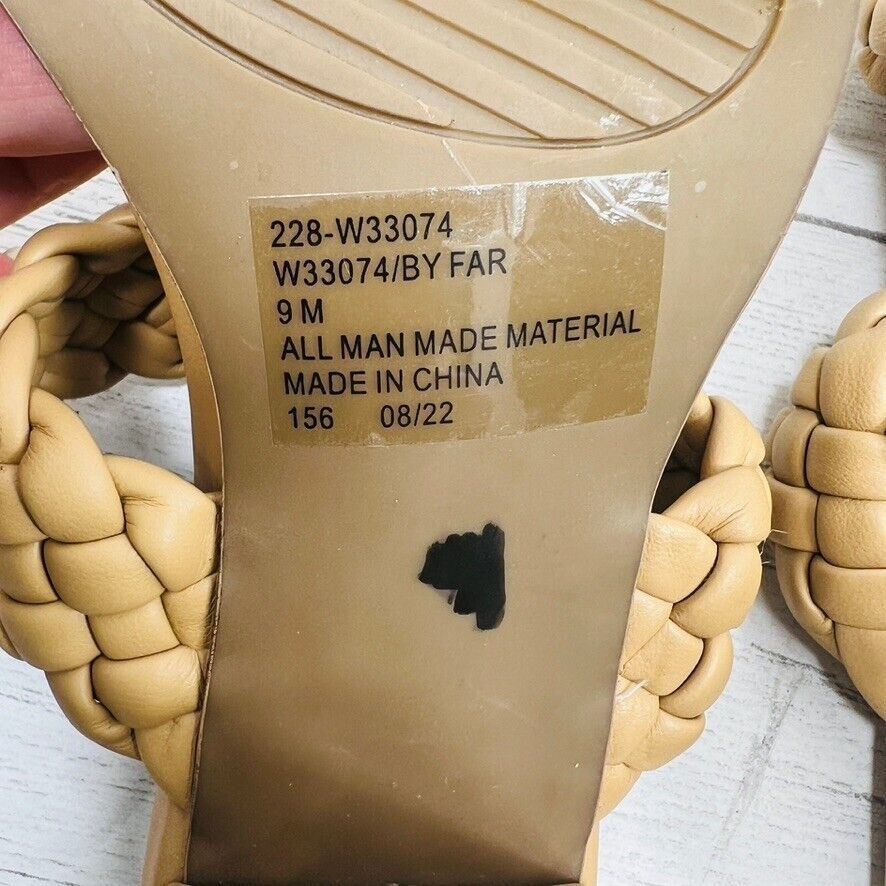 228-W33074
W33074/BY FAR
9 M
ALL MAN MADE MATERIAL
MADE IN CHINA
156 08/22